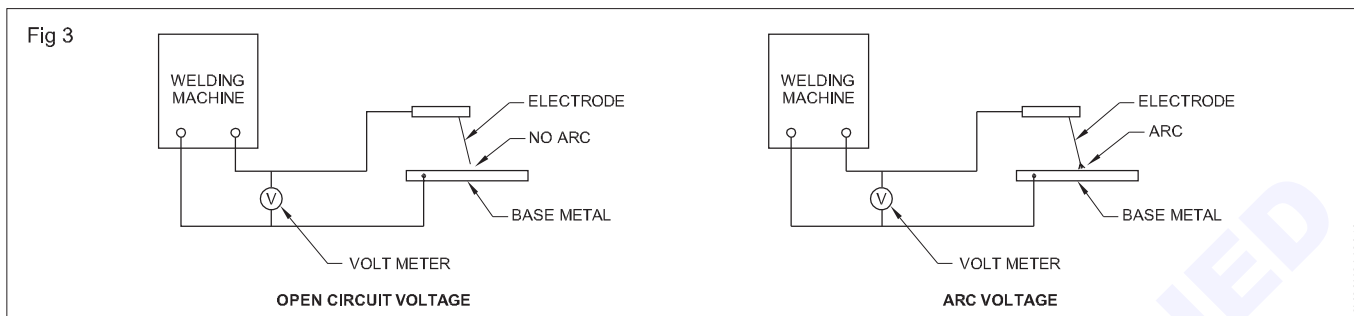 Fig 3
WELDING
MACHINE
ELECTRODE
NO ARC
V
BASE METAL
VOLT METER
OPEN CIRCUIT VOLTAGE
WELDING
MACHINE
ELECTRODE
ARC
V
BASE METAL
VOLT METER
ARC VOLTAGE